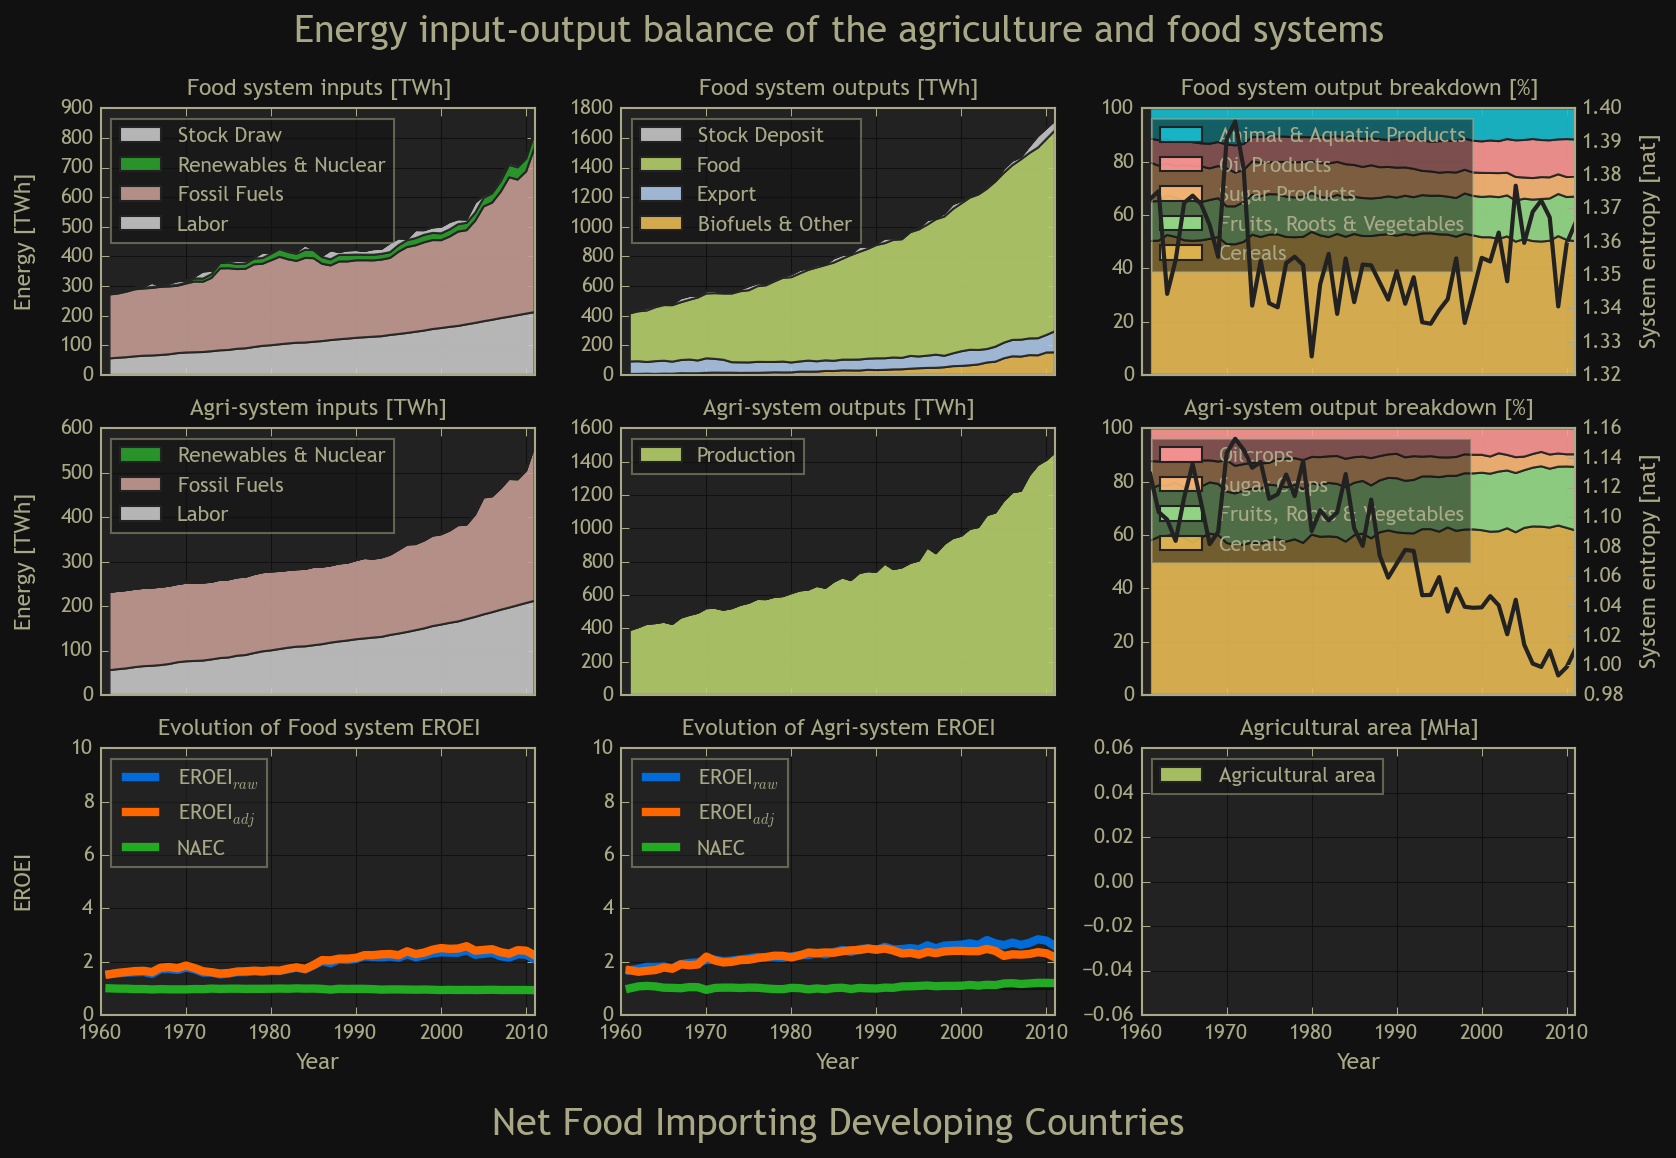 Energy input-output balance of the agriculture and food systems
Food system inputs [TWh]
Energy [TWh]
900
800
700
600
500
400
300
200
100
0
Stock Draw
Renewables & Nuclear
Fossil Fuels
Labor
Food system outputs [TWh]
1800
1600
1400
1200
1000
800
600
400
200
0
Stock Deposit
Food
Export
Biofuels & Other
Food system output breakdown [%]
100
80
60
40
20
0
Animal & Aquatic Products
Oil Products
Sugar Products
Fruits, Roots & Vegetables
Cereals
1.40
1.39
1.38
1.37
1.36
1.35
1.34
1.33
1.32
System entropy [nat]
Agri-system inputs [TWh]
Energy [TWh]
600
500
400
300
200
100
0
Renewables & Nuclear
Fossil Fuels
Labor
Agri-system outputs [TWh]
1600
1400
1200
1000
800
600
400
200
0
Production
Agri-system output breakdown [%]
100
80
60
40
20
0
Oilcrops
Sugar Crops
Fruits, Roots & Vegetables
Cereals
1.16
1.14
1.12
1.10
1.08
1.06
1.04
1.02
1.00
0.98
System entropy [nat]
Evolution of Food system EROEI
EROEI
10
8
6
4
2
0
EROEI raw
EROEI adj
NAEC
1960 1970 1980 1990 2000 2010
Year
Evolution of Agri-system EROEI
10
8
6
4
2
0
EROEI raw
EROEI adj
NAEC
1960 1970 1980 1990 2000 2010
Year
Agricultural area [MHa]
0.06
0.04
0.02
0.00
−0.02
−0.04
−0.06
Agricultural area
1960 1970 1980 1990 2000 2010
Year
Net Food Importing Developing Countries